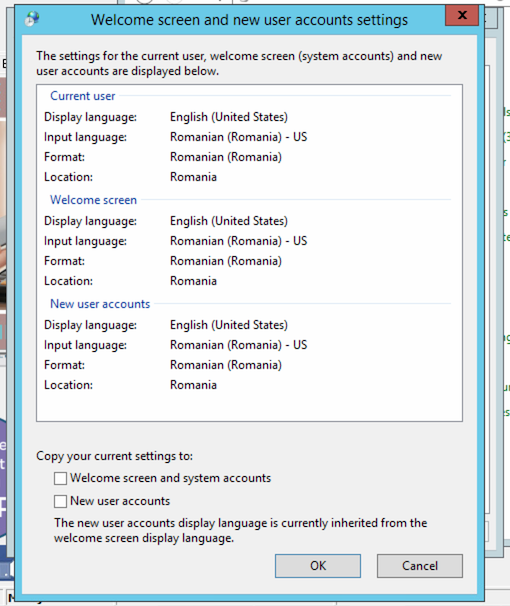 Welcome screen and new user accounts settings
x
The settings for the current user, welcome screen (system accounts) and new
user accounts are displayed below.
Current user
Display language: English (United States)
Input language: Romanian (Romania) - US
Format: Romanian (Romania)
Location: Romania
Welcome screen
Display language: English (United States)
Input language: Romanian (Romania) - US
Format: Romanian (Romania)
Location: Romania
New user accounts
Display language: English (United States)
Input language: Romanian (Romania) - US
Format: Romanian (Romania)
Location: Romania
Copy your current settings to:
Welcome screen and system accounts
New user accounts
The new user accounts display language is currently inherited from the
welcome screen display language.
OK Cancel